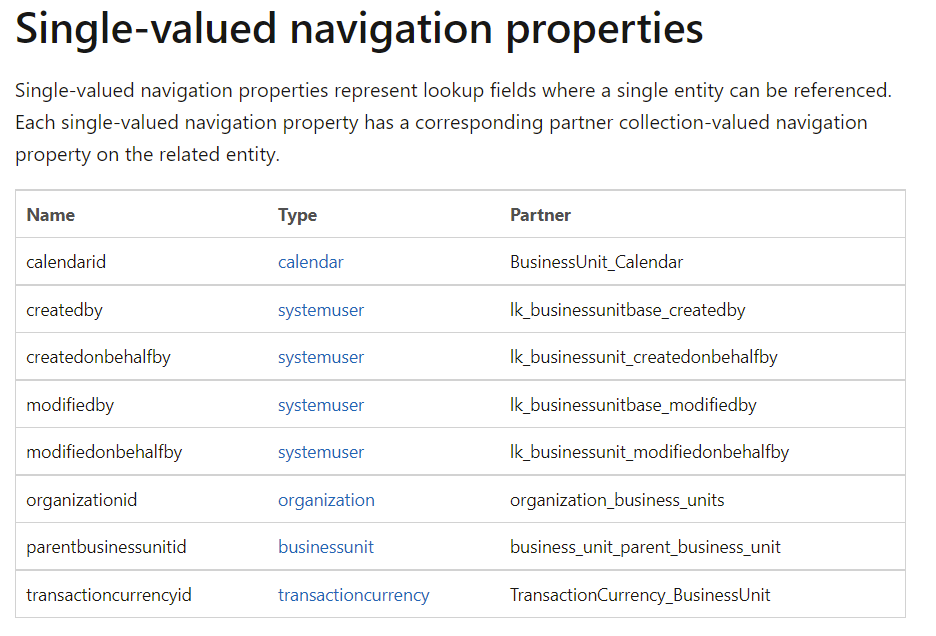 Single-valued navigation properties
Single-valued navigation properties represent lookup fields where a single entity can be referenced.
Each single-valued navigation property has a corresponding partner collection-valued navigation
property on the related entity.
Name Type Partner
calendarid calendar BusinessUnit_Calendar
createdby systemuser lk_businessunitbase_createdby
createdonbehalfby systemuser lk_businessunit_createdonbehalfby
modifiedby systemuser lk_businessunitbase_modifiedby
modifiedonbehalfby systemuser lk_businessunit_modifiedonbehalfby
organizationid organization organization_business_units
parentbusinessunitid businessunit business_unit_parent_business_unit
transactioncurrencyid transactioncurrency TransactionCurrency_BusinessUnit